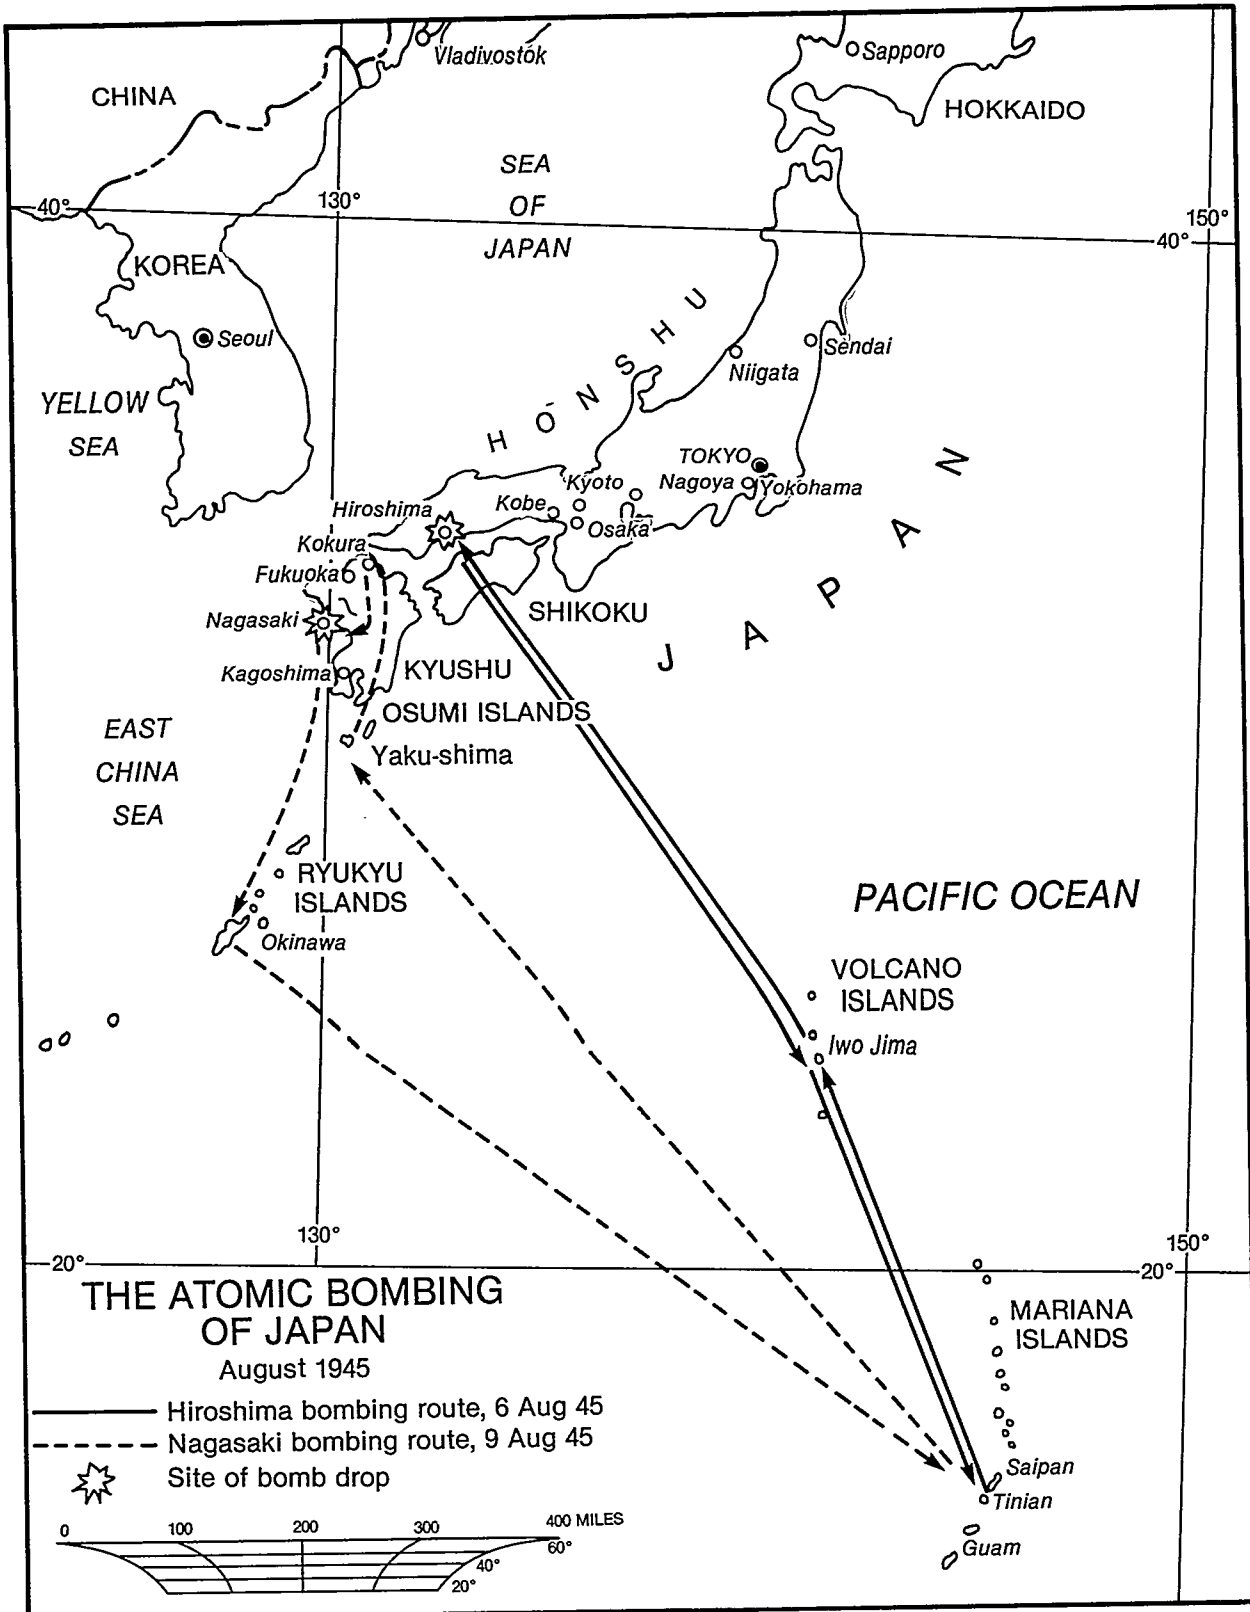 Vladivostók
Sapporo
CHINA
HOKKAIDO
SEA
OF
JAPAN
40°
130°
150°
40°
KOREA
Seoul
HŌNSHU
Sendai
Niigata
YELLOW
SEA
TOKYO
Nagoya
Yokohama
Kyoto
Kobe
Osaka
Hiroshima
Kokura
Fukuoka
Nagasaki
SHIKOKU
JAPAN
Kagoshima
KYUSHU
OSUMI ISLANDS
Yaku-shima
EAST
CHINA
SEA
RYUKYU
ISLANDS
Okinawa
PACIFIC OCEAN
VOLCANO
ISLANDS
Iwo Jima
130°
150°
20°
20°
MARIANA
ISLANDS
Saipan
Tinian
Guam
THE ATOMIC BOMBING
OF JAPAN
August 1945
Hiroshima bombing route, 6 Aug 45
Nagasaki bombing route, 9 Aug 45
Site of bomb drop
0 100 200 300 400 MILES
60°
40°
20°